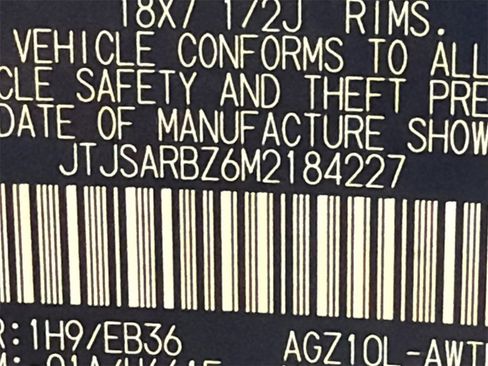 18X7 1/2J RIMS.
VEHICLE CONFORMS TO ALL
CLE SAFETY AND THEFT PRE
DATE OF MANUFACTURE SHOW
JTJSARBZ6M2184227
R:1H9/EB36 AGZ10L-AWT